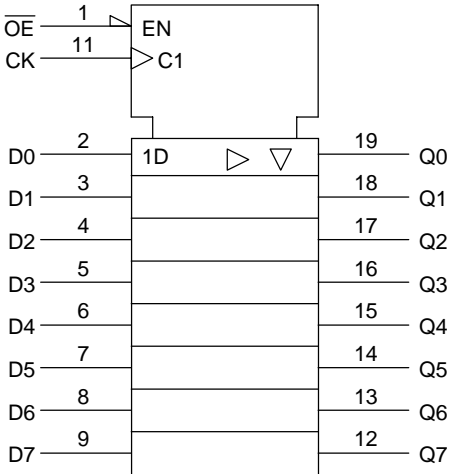 O̅E̅ 1 EN
CK 11 C1
D0 2 1D 19 Q0
D1 3 18 Q1
D2 4 17 Q2
D3 5 16 Q3
D4 6 15 Q4
D5 7 14 Q5
D6 8 13 Q6
D7 9 12 Q7